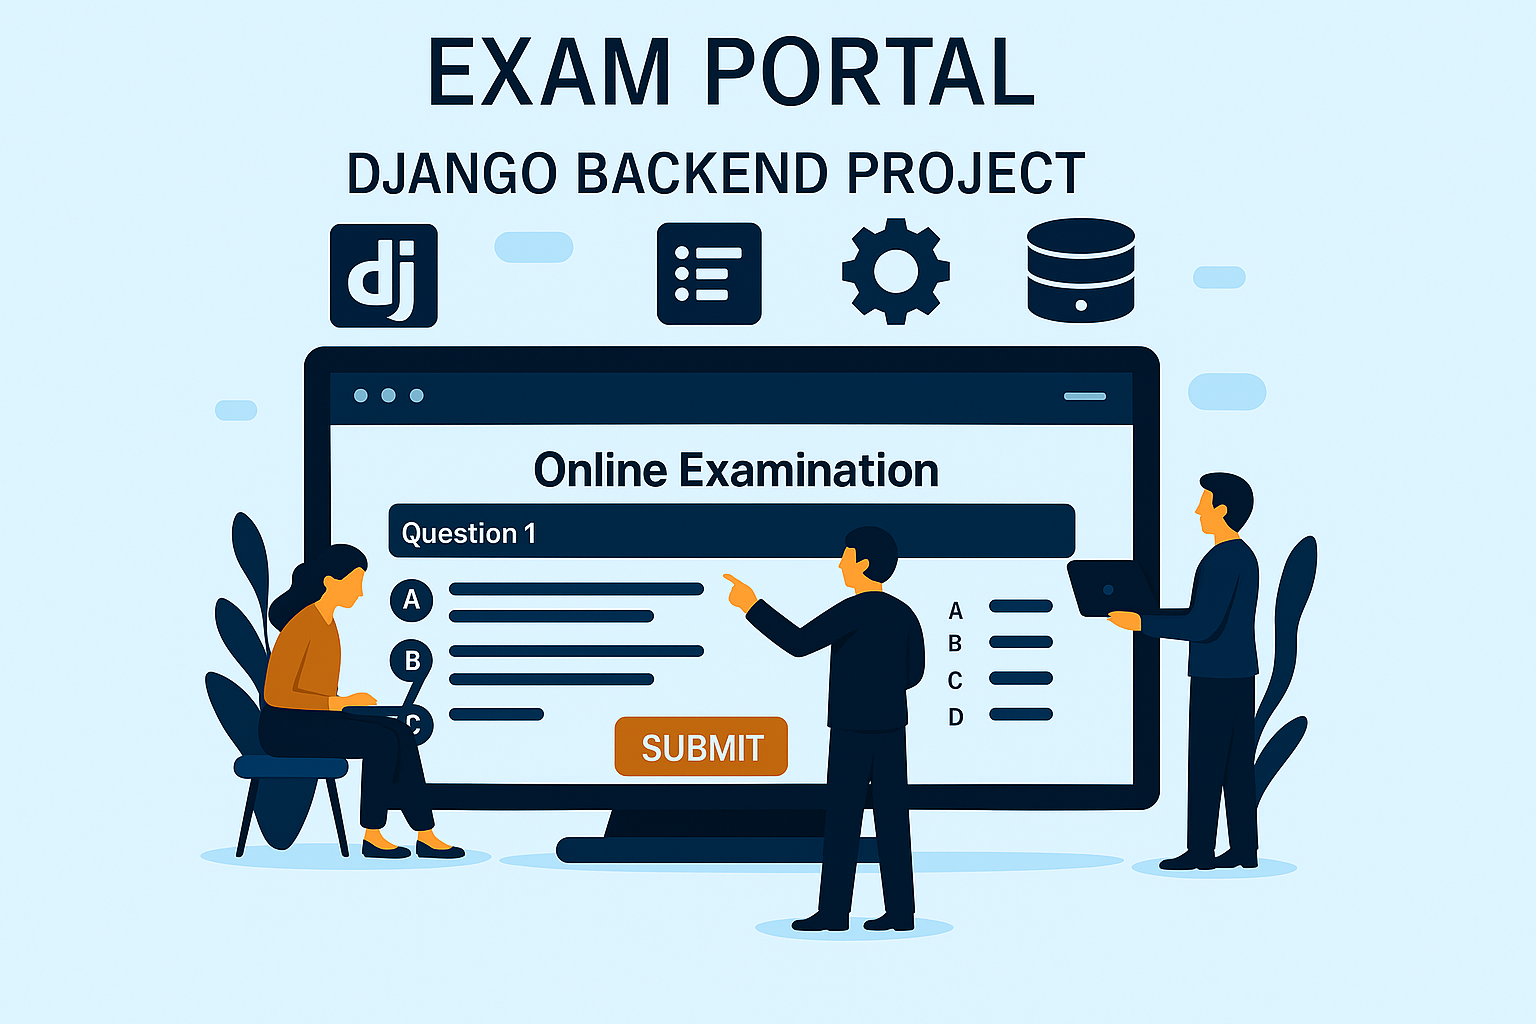 EXAM PORTAL
DJANGO BACKEND PROJECT
dj
Online Examination
Question 1
A
B
C
A
B
C
D
SUBMIT